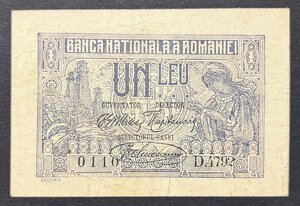 BANCA NATIONALA A ROMANIEI
UN LEU
GUVERNATOR DIRECTOR
DIRECTORUL CASEI
0110 D.4792